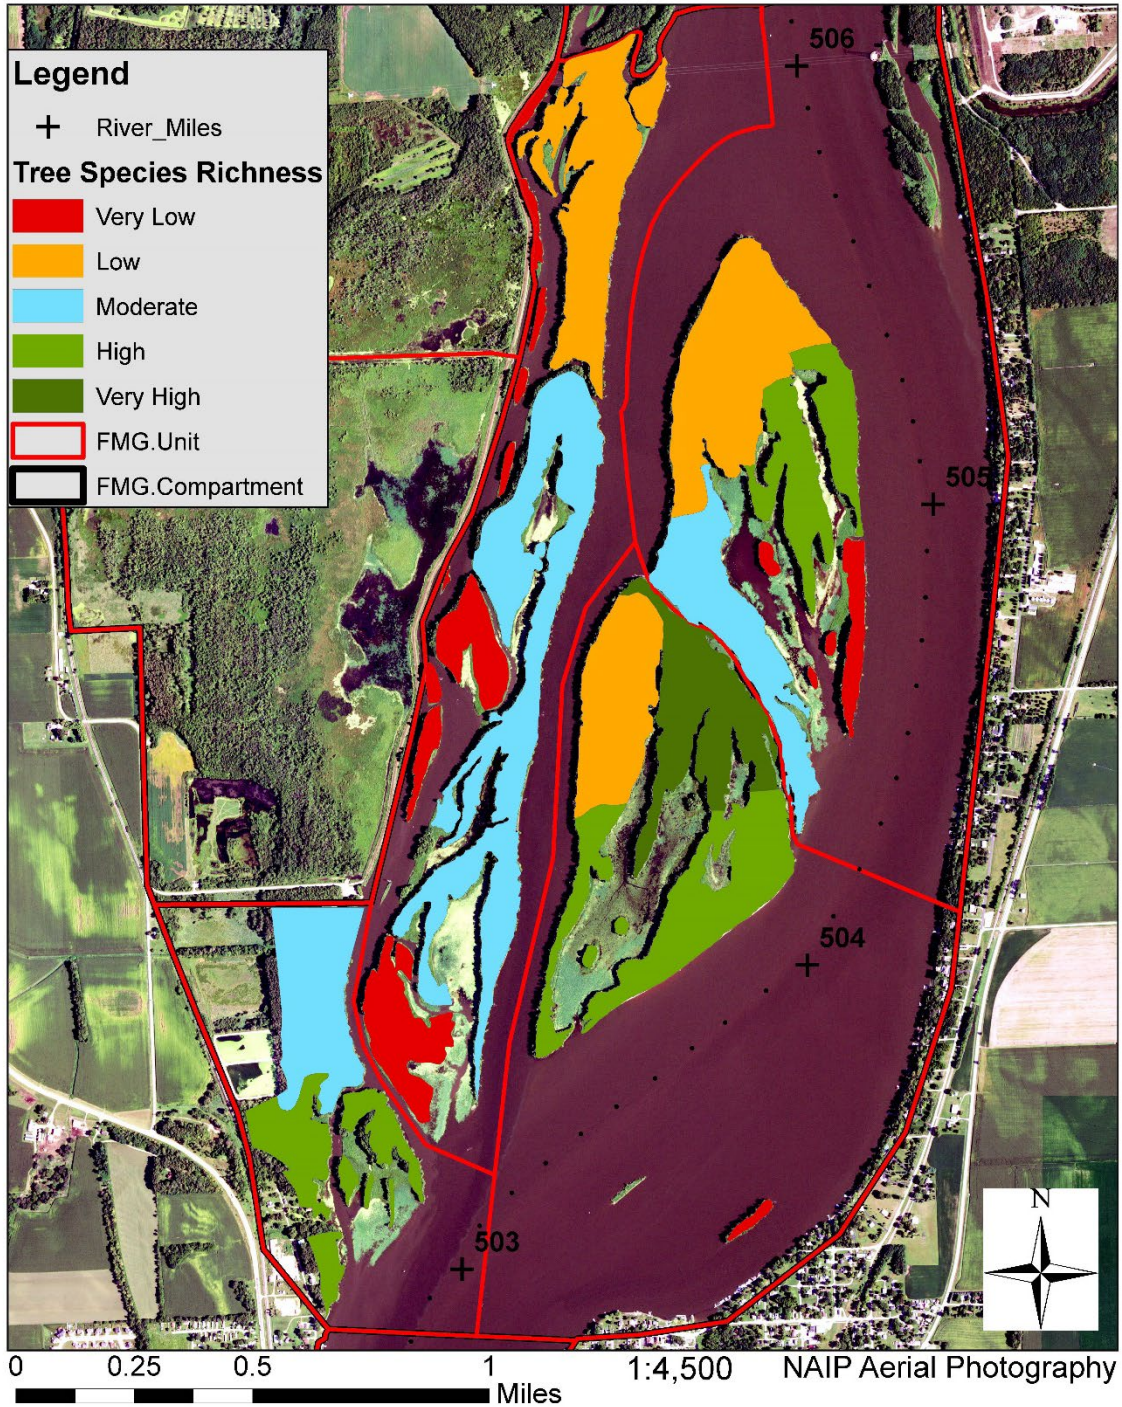 506
Legend
River_Miles
Tree Species Richness
Very Low
Low
Moderate
High
Very High
FMG.Unit
FMG.Compartment
505
504
503
N
0 0.25 0.5 1 Miles
1:4,500
NAIP Aerial Photography